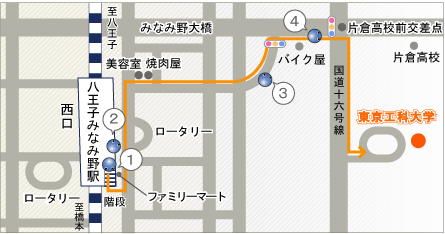 至八王子
みなみ野大橋
④
片倉高校前交差点
片倉高校
バイク屋
美容室 焼肉屋
③
国道十六号線
東京工科大学
西口
八王子みなみ野駅
②
ロータリー
①
ファミリーマート
ロータリー
階段
至橋本